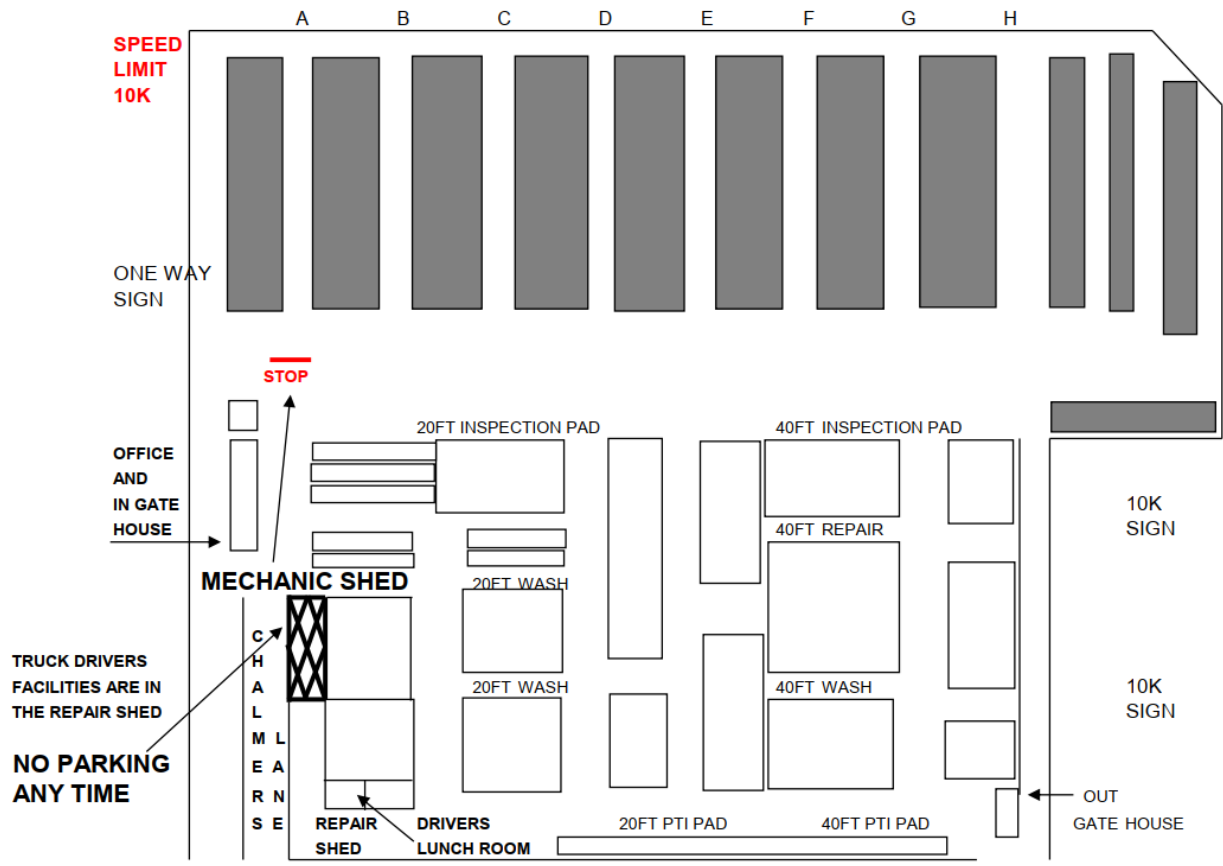 A B C D E F G H
SPEED
LIMIT
10K
ONE WAY
SIGN
STOP
20FT INSPECTION PAD
40FT INSPECTION PAD
OFFICE
AND
IN GATE
HOUSE
10K
SIGN
40FT REPAIR
MECHANIC SHED
20FT WASH
CHALMERS
LANE
TRUCK DRIVERS
FACILITIES ARE IN
THE REPAIR SHED
20FT WASH
40FT WASH
10K
SIGN
NO PARKING
ANY TIME
REPAIR
SHED
DRIVERS
LUNCH ROOM
20FT PTI PAD
40FT PTI PAD
OUT
GATE HOUSE